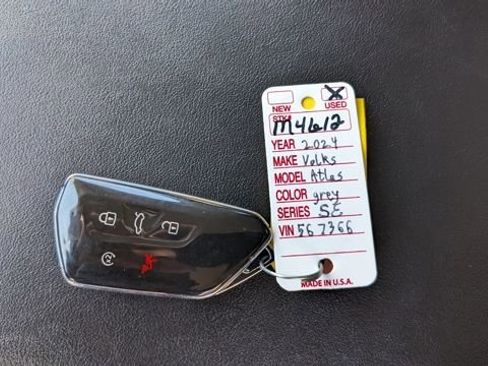 NEW USED
STK#
M4612
YEAR 2024
MAKE Volks
MODEL Atlas
COLOR grey
SERIES SE
VIN 567366
MADE IN U.S.A.